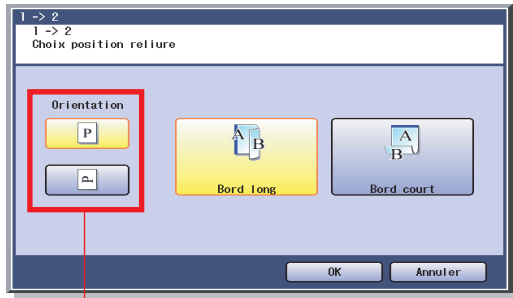 1 -> 2
1 -> 2
Choix position reliure
Orientation
P
P
A B
Bord long
A
B
Bord court
OK
Annuler